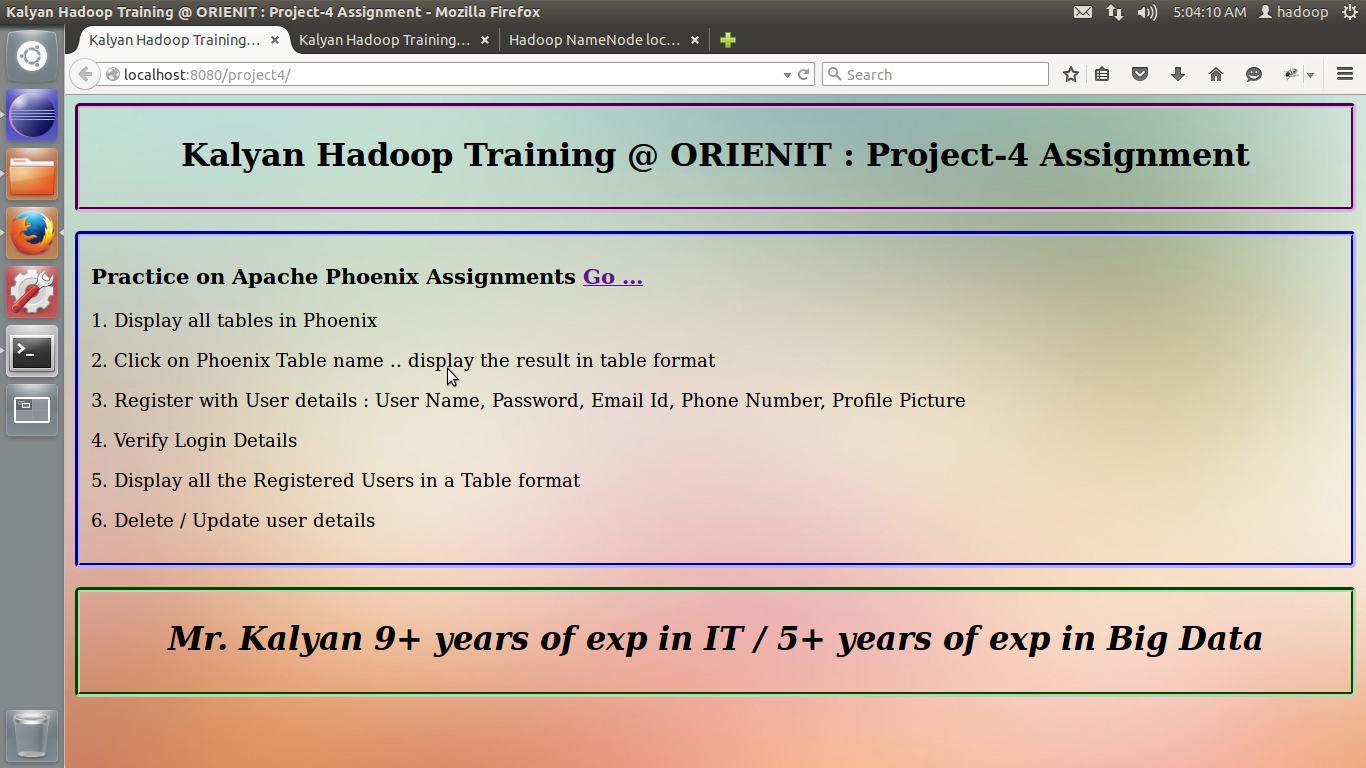 Kalyan Hadoop Training @ ORIENIT : Project-4 Assignment - Mozilla Firefox
5:04:10 AM hadoop
Kalyan Hadoop Training... Kalyan Hadoop Training... Hadoop NameNode loc...
localhost:8080/project4/ Search
Kalyan Hadoop Training @ ORIENIT : Project-4 Assignment
Practice on Apache Phoenix Assignments Go ...
1. Display all tables in Phoenix
2. Click on Phoenix Table name .. display the result in table format
3. Register with User details : User Name, Password, Email Id, Phone Number, Profile Picture
4. Verify Login Details
5. Display all the Registered Users in a Table format
6. Delete / Update user details
Mr. Kalyan 9+ years of exp in IT / 5+ years of exp in Big Data